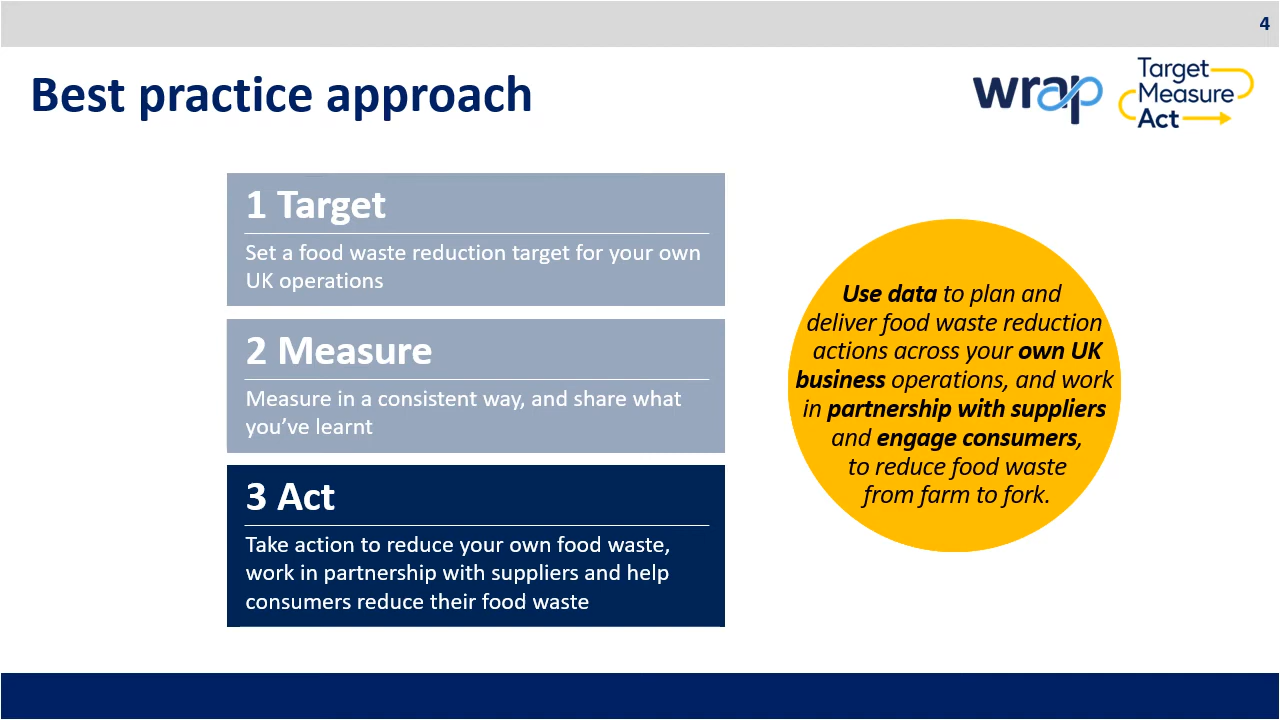 4
Best practice approach
wrap
Target
Measure
Act
1 Target
Set a food waste reduction target for your own
UK operations
2 Measure
Measure in a consistent way, and share what
you’ve learnt
3 Act
Take action to reduce your own food waste,
work in partnership with suppliers and help
consumers reduce their food waste
Use data to plan and
deliver food waste reduction
actions across your own UK
business operations, and work
in partnership with suppliers
and engage consumers,
to reduce food waste
from farm to fork.